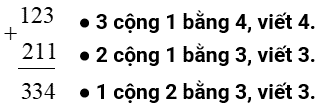 123 ● 3 cộng 1 bằng 4, viết 4.
+
211 ● 2 cộng 1 bằng 3, viết 3.
334 ● 1 cộng 2 bằng 3, viết 3.